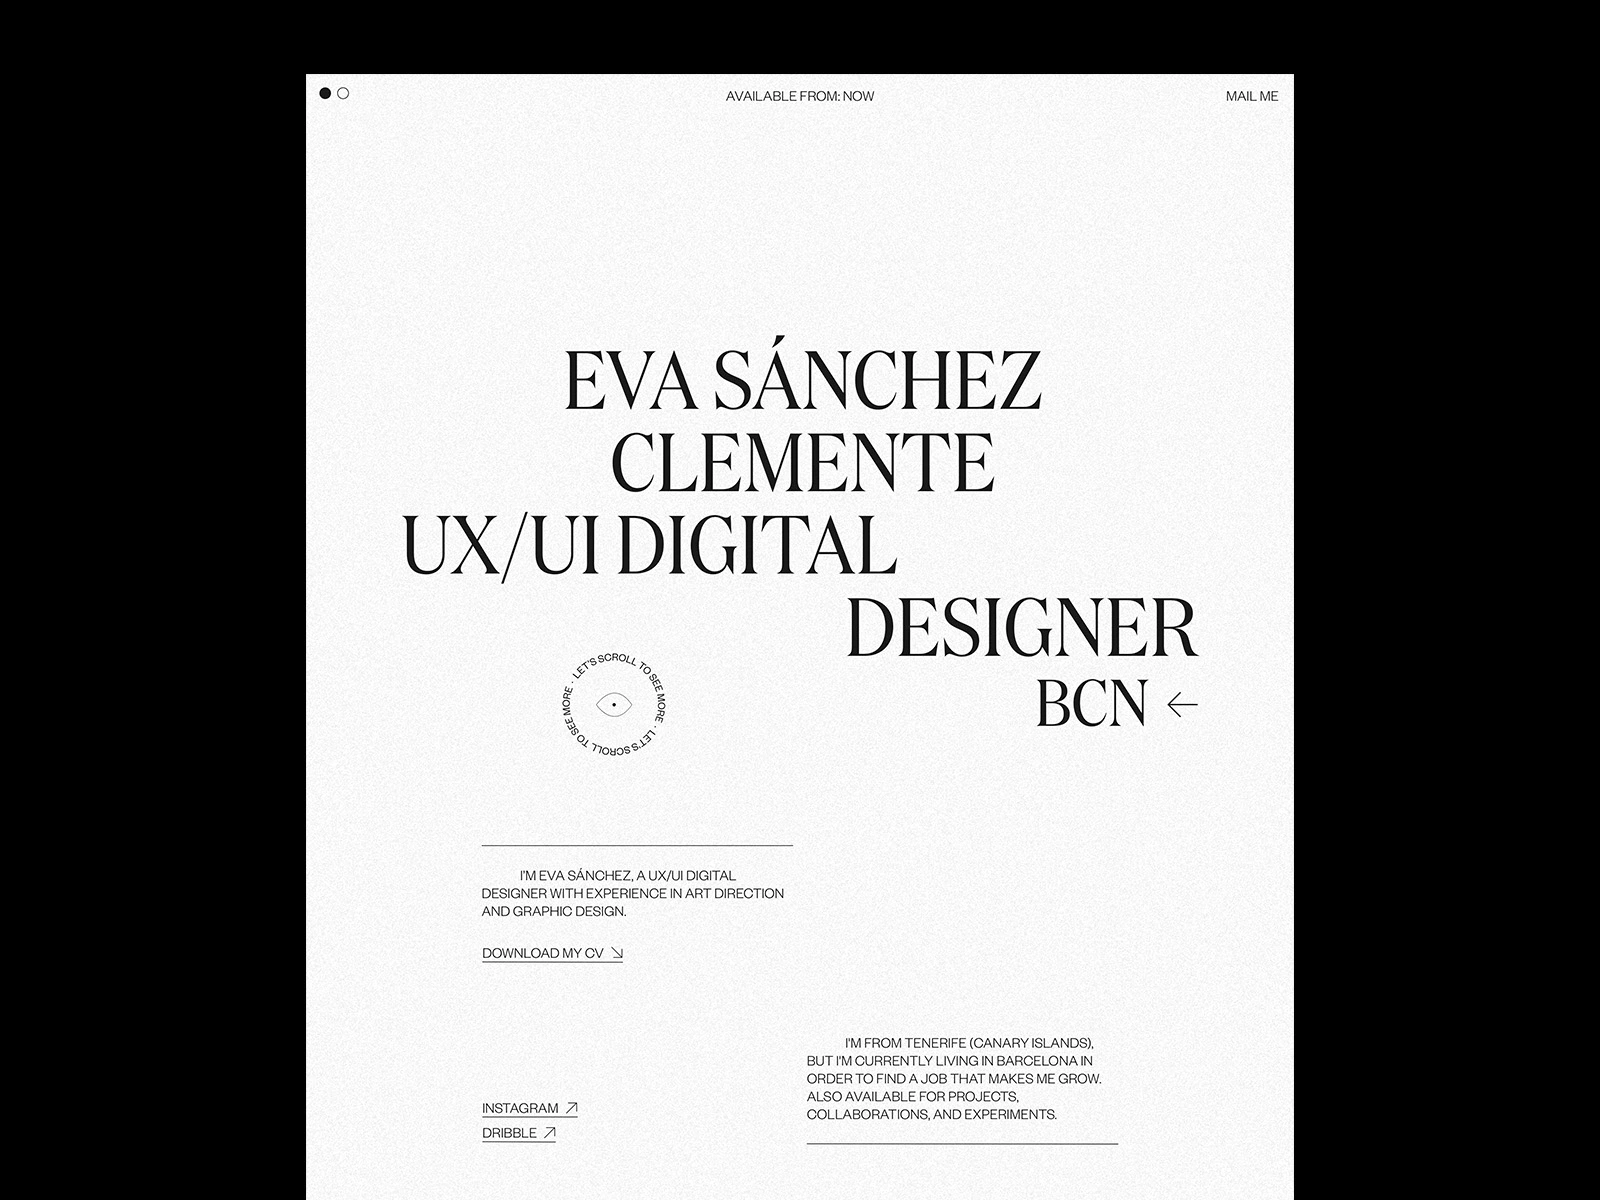 AVAILABLE FROM: NOW
MAIL ME
EVA SÁNCHEZ
CLEMENTE
UX/UI DIGITAL
DESIGNER
BCN ←
LET'S SCROLL TO SEE MORE · LET'S SCROLL TO SEE MORE ·
I'M EVA SÁNCHEZ, A UX/UI DIGITAL
DESIGNER WITH EXPERIENCE IN ART DIRECTION
AND GRAPHIC DESIGN.
DOWNLOAD MY CV ↘
I'M FROM TENERIFE (CANARY ISLANDS),
BUT I'M CURRENTLY LIVING IN BARCELONA IN
ORDER TO FIND A JOB THAT MAKES ME GROW.
ALSO AVAILABLE FOR PROJECTS,
COLLABORATIONS, AND EXPERIMENTS.
INSTAGRAM ↗
DRIBBLE ↗